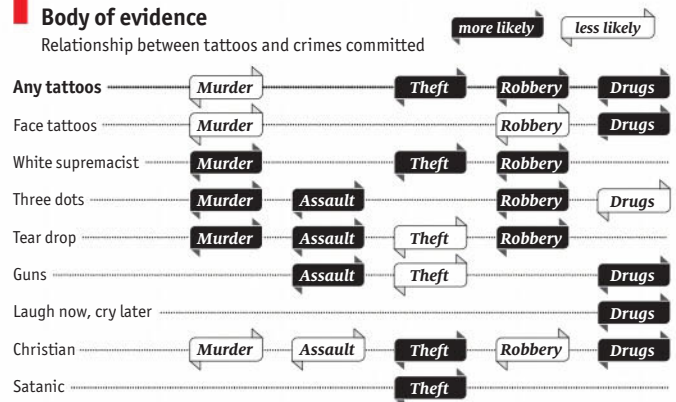 Body of evidence
Relationship between tattoos and crimes committed
more likely less likely
Any tattoos Murder Theft Robbery Drugs
Face tattoos Murder Robbery Drugs
White supremacist Murder Theft Robbery
Three dots Murder Assault Robbery Drugs
Tear drop Murder Assault Theft Robbery
Guns Assault Theft Drugs
Laugh now, cry later Drugs
Christian Murder Assault Theft Robbery Drugs
Satanic Theft